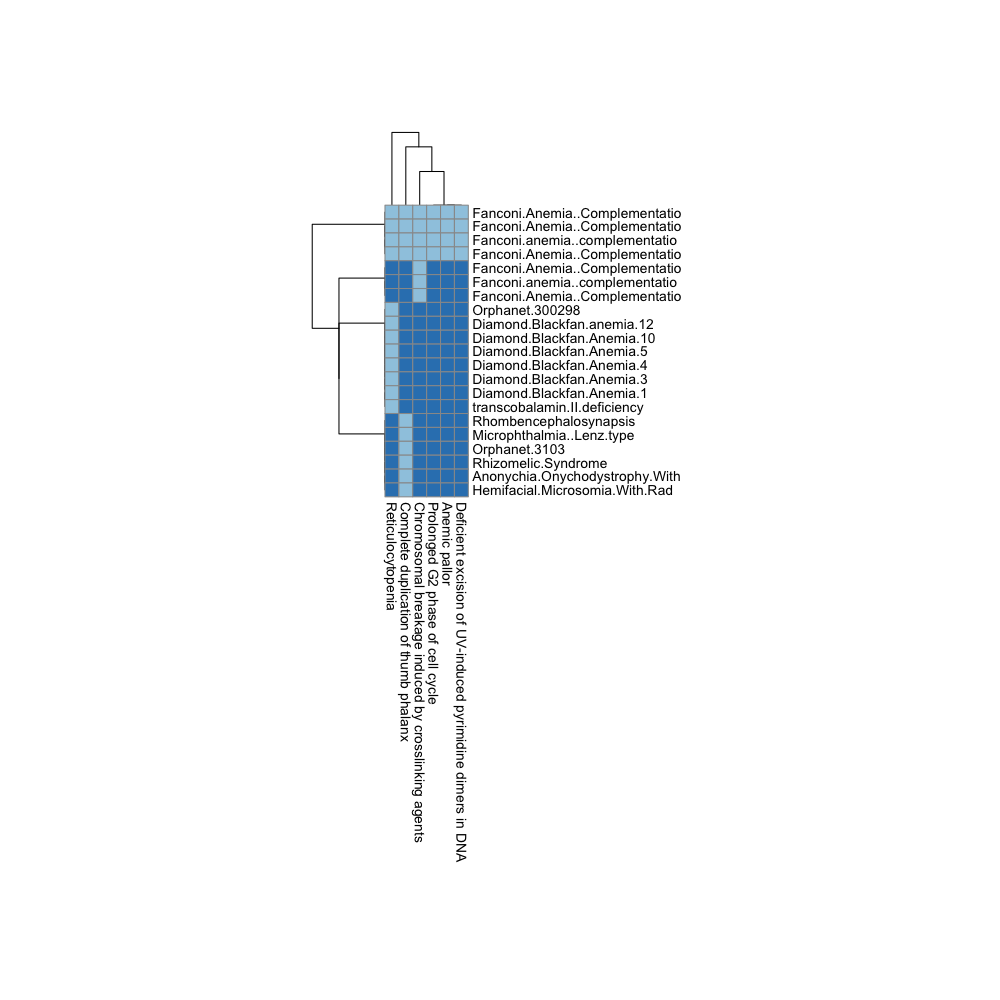 Fanconi.Anemia..Complementatio
Fanconi.Anemia..Complementatio
Fanconi.anemia..complementatio
Fanconi.Anemia..Complementatio
Fanconi.Anemia..Complementatio
Fanconi.anemia..complementatio
Fanconi.Anemia..Complementatio
Orphanet.300298
Diamond.Blackfan.anemia.12
Diamond.Blackfan.Anemia.10
Diamond.Blackfan.Anemia.5
Diamond.Blackfan.Anemia.4
Diamond.Blackfan.Anemia.3
Diamond.Blackfan.Anemia.1
transcobalamin.II.deficiency
Rhombencephalosynapsis
Microphthalmia..Lenz.type
Orphanet.3103
Rhizomelic.Syndrome
Anonychia.Onychodystrophy.With
Hemifacial.Microsomia.With.Rad
Reticulocytopenia
Complete duplication of thumb phalanx
Chromosomal breakage induced by crosslinking agents
Prolonged G2 phase of cell cycle
Anemic pallor
Deficient excision of UV-induced pyrimidine dimers in DNA